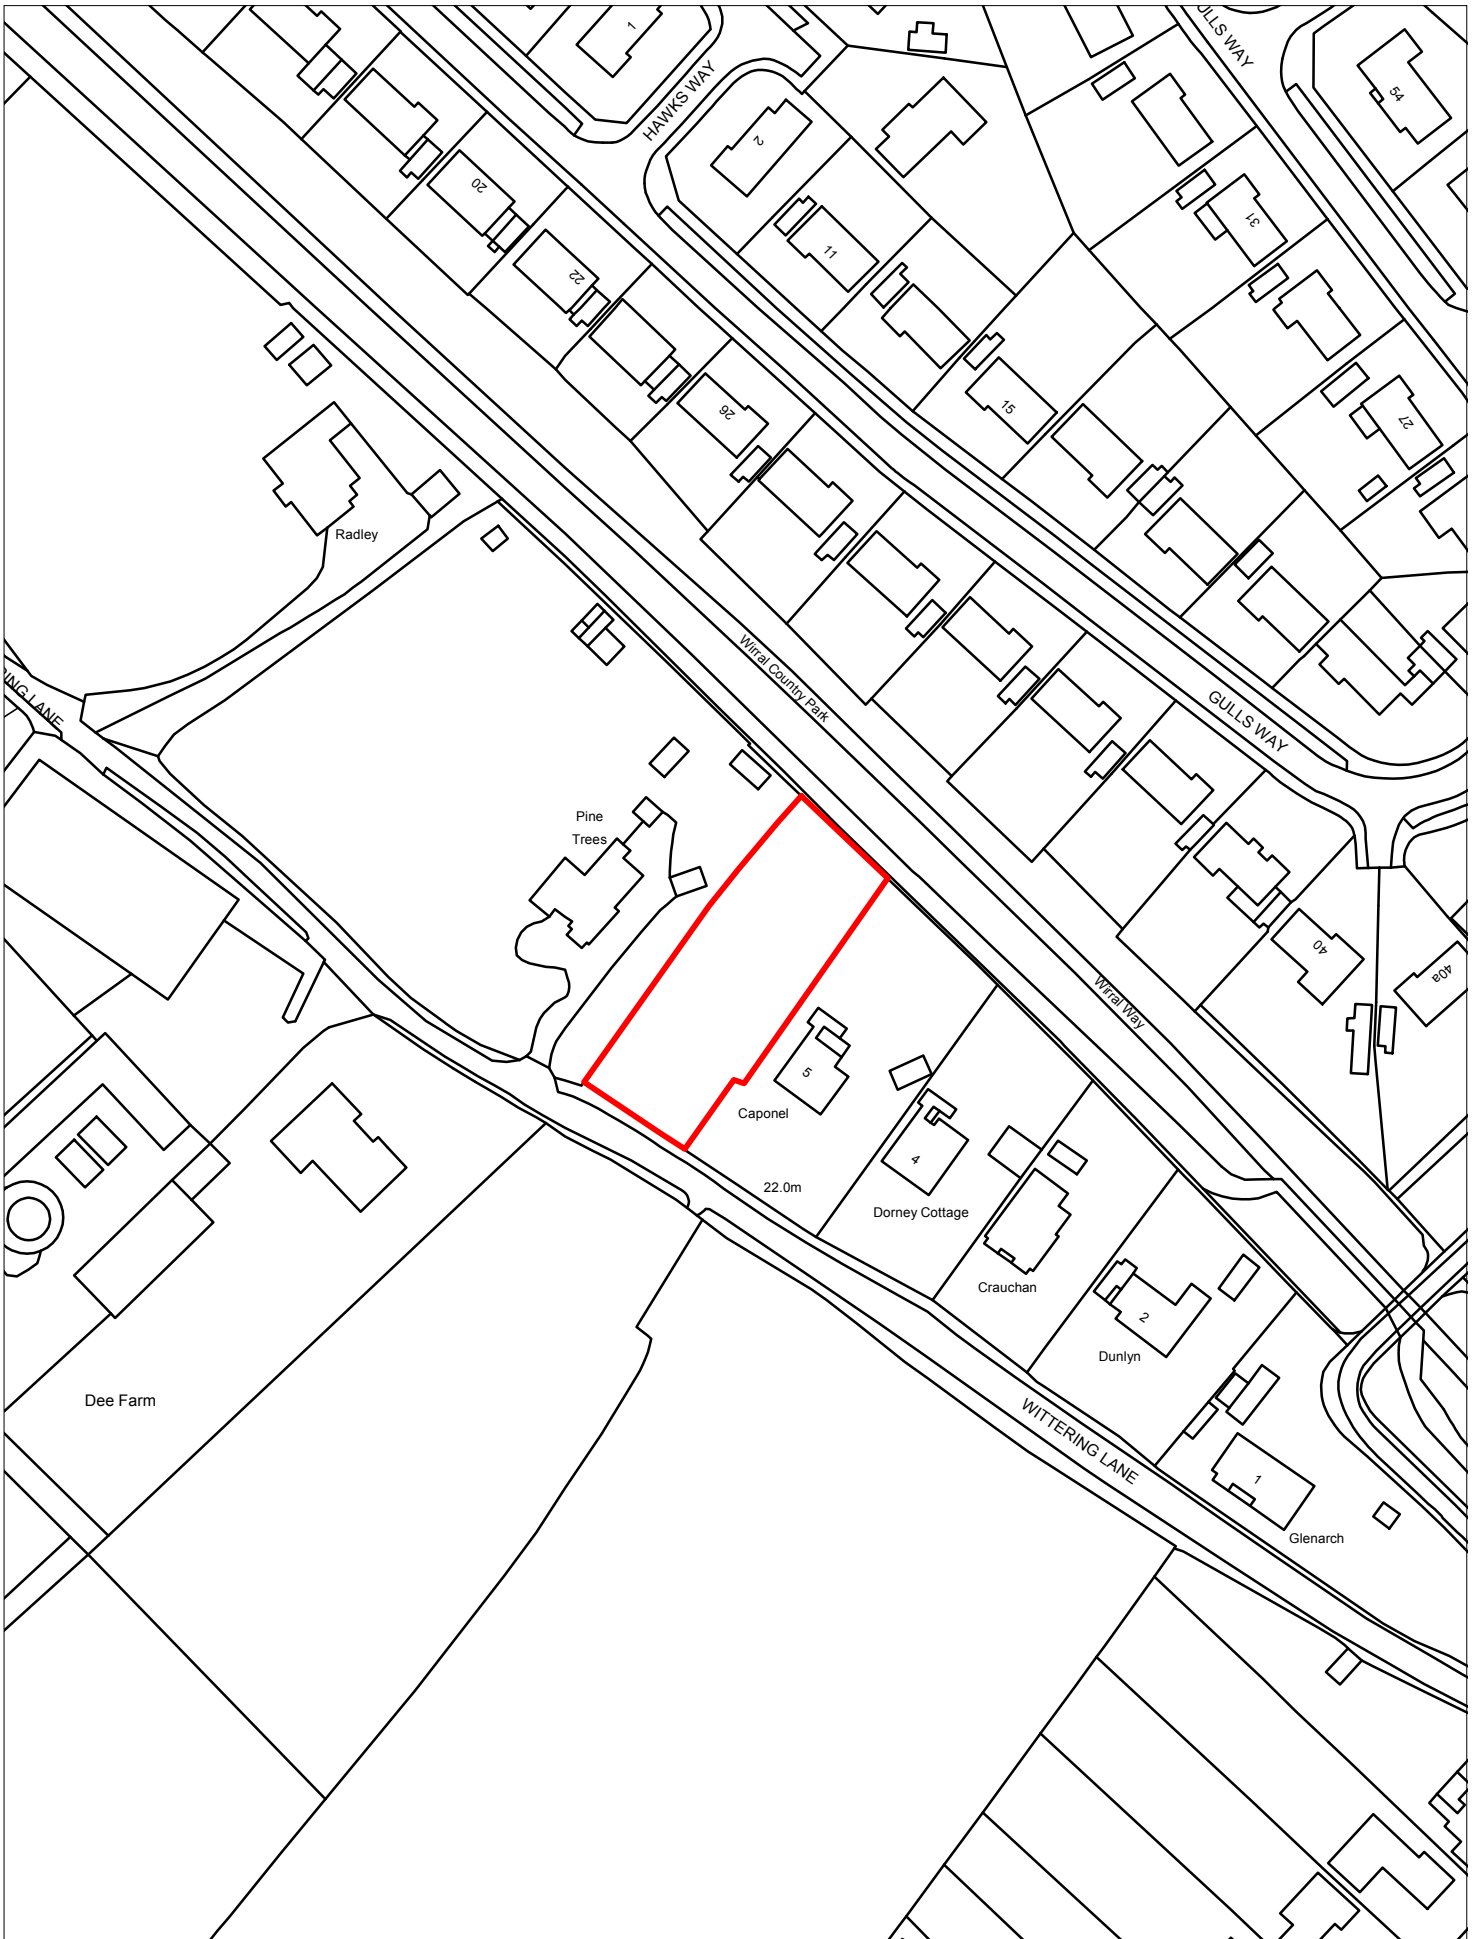 1
HAWKS WAY
GULLS WAY
54
2
20
11
31
22
15
26
27
Radley
RING LANE
Wirral Country Park
GULLS WAY
Pine
Trees
40
40a
Wirral Way
5
Caponel
4
22.0m
Dorney Cottage
Crauchan
2
Dunlyn
Dee Farm
WITTERING LANE
1
Glenarch